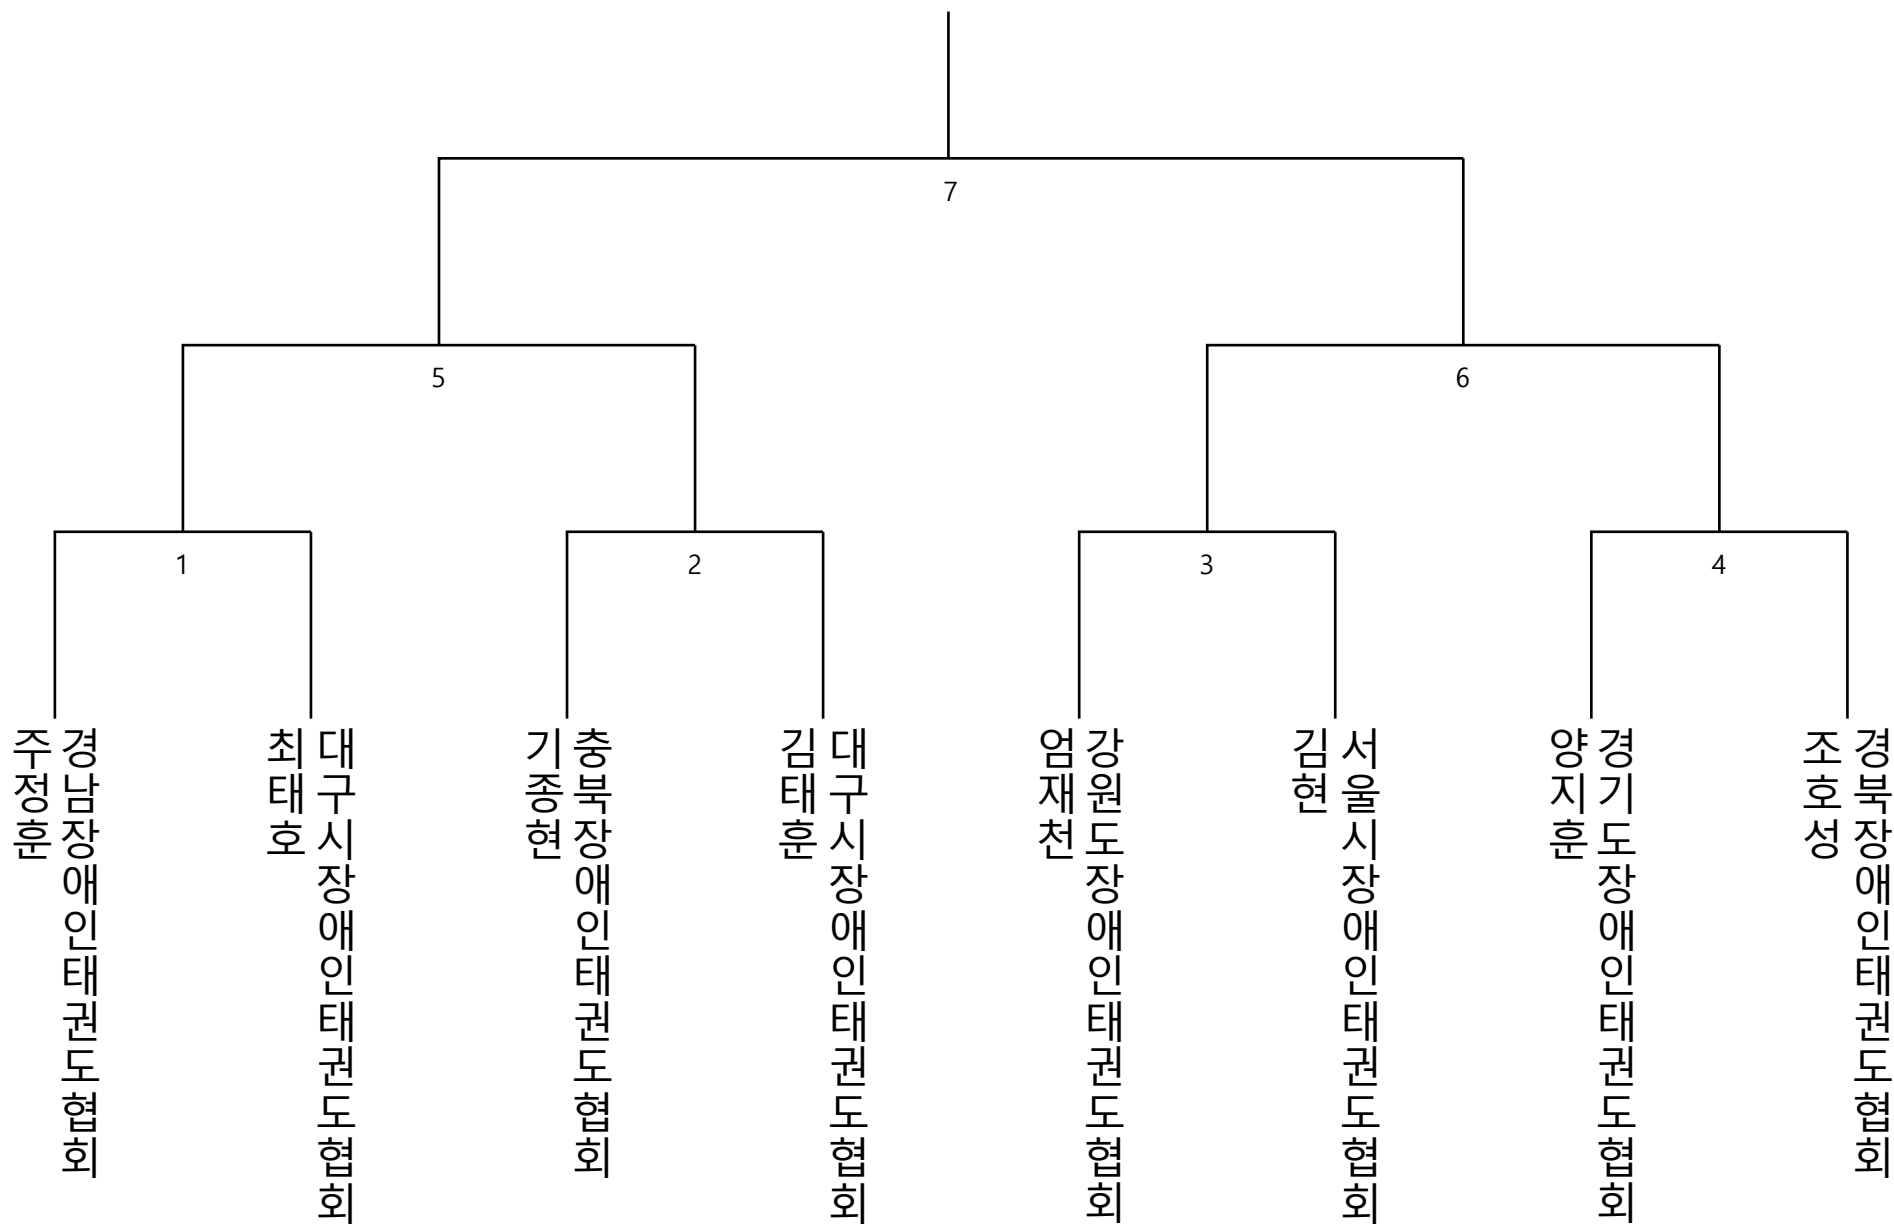 7
5
6
1
2
3
4
주정훈
경남장애인태권도협회
최태호
대구시장애인태권도협회
기종현
충북장애인태권도협회
김태훈
대구시장애인태권도협회
엄재천
강원도장애인태권도협회
김현
서울시장애인태권도협회
양지훈
경기도장애인태권도협회
조호성
경북장애인태권도협회